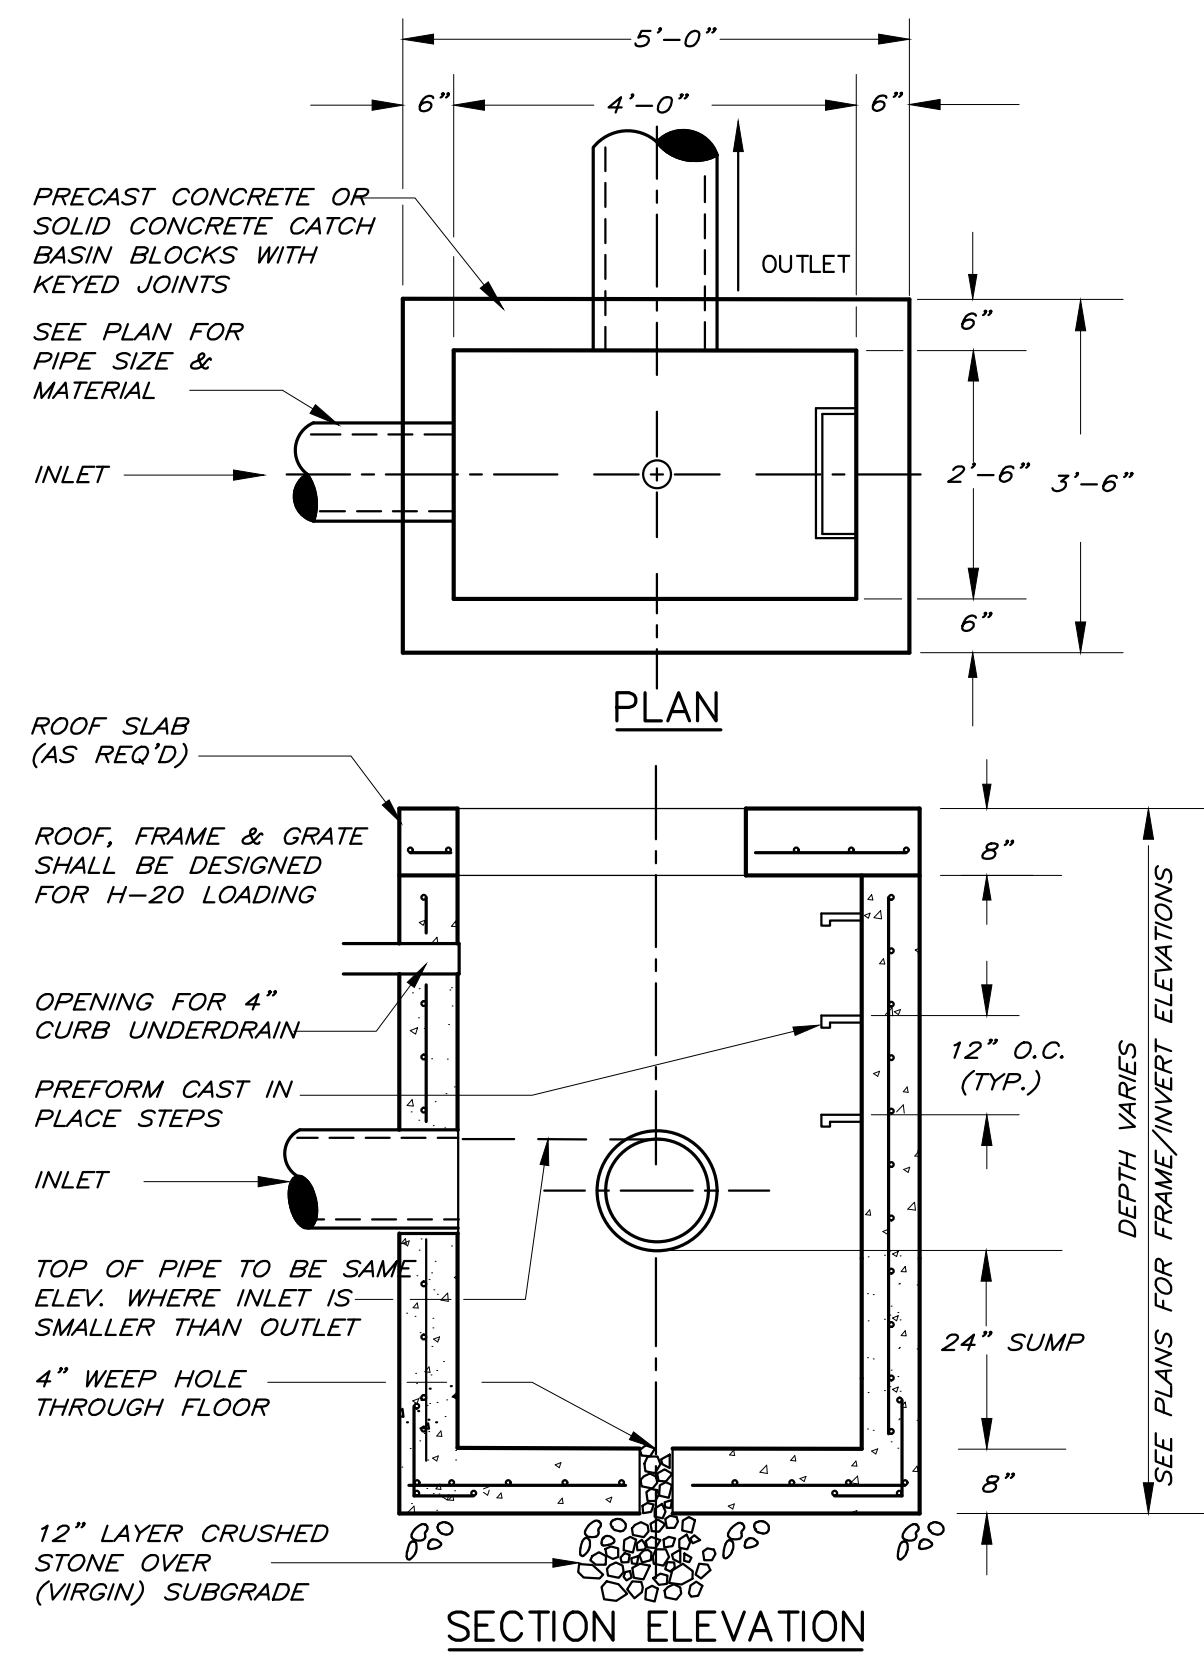 5'-0"
6"
4'-0"
6"
PRECAST CONCRETE OR
SOLID CONCRETE CATCH
BASIN BLOCKS WITH
KEYED JOINTS
OUTLET
6"
SEE PLAN FOR
PIPE SIZE &
MATERIAL
INLET
2'-6"
3'-6"
6"
PLAN
ROOF SLAB
(AS REQ'D)
ROOF, FRAME & GRATE
SHALL BE DESIGNED
FOR H-20 LOADING
8"
OPENING FOR 4"
CURB UNDERDRAIN
12" O.C.
(TYP.)
PREFORM CAST IN
PLACE STEPS
INLET
DEPTH VARIES
SEE PLANS FOR FRAME/INVERT ELEVATIONS
TOP OF PIPE TO BE SAME
ELEV. WHERE INLET IS
SMALLER THAN OUTLET
24" SUMP
4" WEEP HOLE
THROUGH FLOOR
8"
12" LAYER CRUSHED
STONE OVER
(VIRGIN) SUBGRADE
SECTION ELEVATION